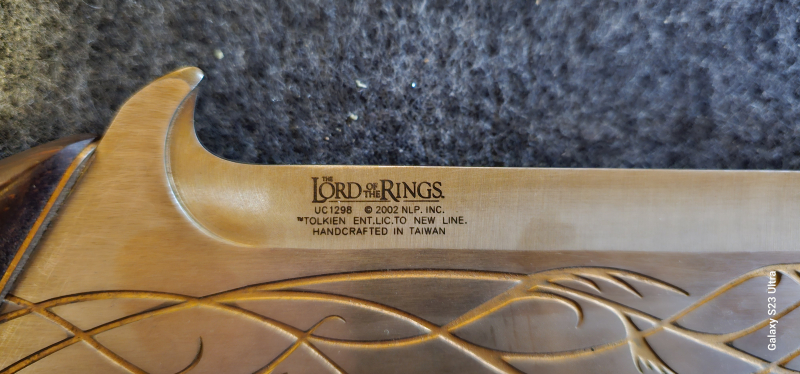 THE LORD OF THE RINGS.
UC1298 © 2002 NLP. INC.
™TOLKIEN ENT.LIC.TO NEW LINE.
HANDCRAFTED IN TAIWAN
Galaxy S23 Ultra